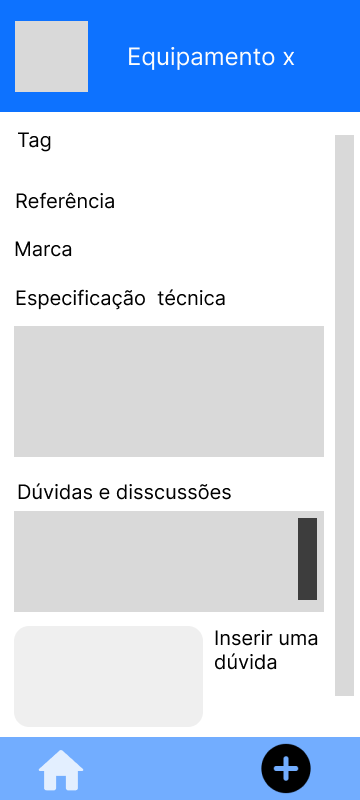 Equipamento x
Tag
Referência
Marca
Especificação  técnica
Dúvidas e disscussões
Inserir uma
dúvida